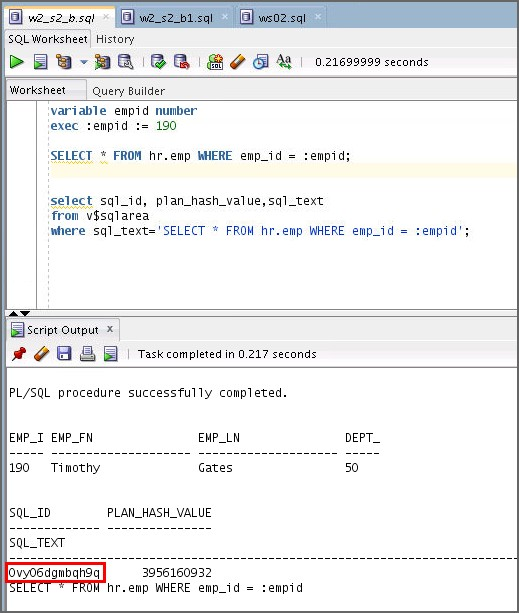 w2_s2_b.sql w2_s2_b1.sql ws02.sql
SQL Worksheet History
0.21699999 seconds
Worksheet Query Builder
variable empid number
exec :empid := 190
SELECT * FROM hr.emp WHERE emp_id = :empid;
select sql_id, plan_hash_value,sql_text
from v$sqlarea
where sql_text='SELECT * FROM hr.emp WHERE emp_id = :empid';
Script Output x
Task completed in 0.217 seconds
PL/SQL procedure successfully completed.
EMP_I EMP_FN EMP_LN DEPT_
----- -------------------- -------------------- -----
190 Timothy Gates 50
SQL_ID PLAN_HASH_VALUE
------------- ---------------
SQL_TEXT
--------------------------------------------------------------------------------
0vy06dgmbqh9q 3956160932
SELECT * FROM hr.emp WHERE emp_id = :empid